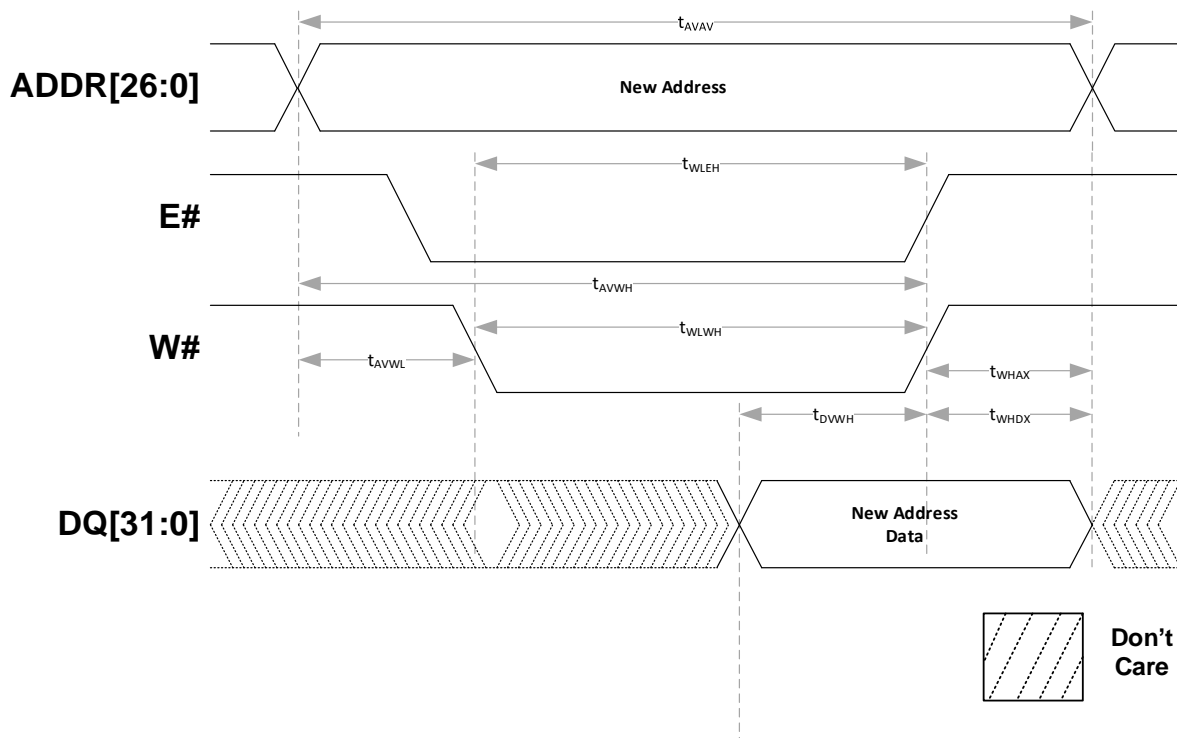 tAVAV
ADDR[26:0]
New Address
tWLEH
E#
tAVWH
W#
tWLWH
tAVWL
tWHAX
tDVWH
tWHDX
DQ[31:0]
New Address
Data
Don't
Care